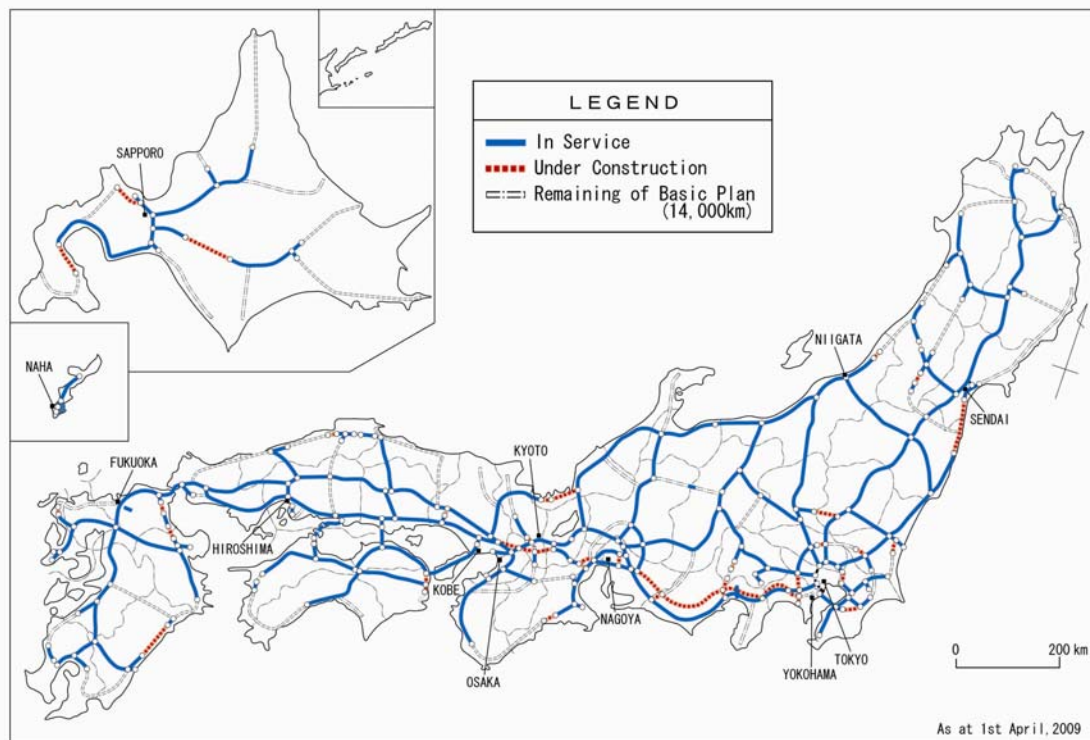 LEGEND
In Service
Under Construction
Remaining of Basic Plan
(14,000km)
SAPPORO
NAHA
NIIGATA
SENDAI
FUKUOKA
KYOTO
HIROSHIMA
KOBE
NAGOYA
OSAKA
TOKYO
YOKOHAMA
0 200 km
As at 1st April, 2009